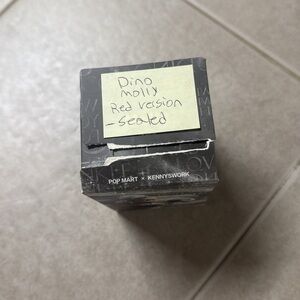 Dino
Molly
Red version
- sealed
POP MART × KENNYSWORK